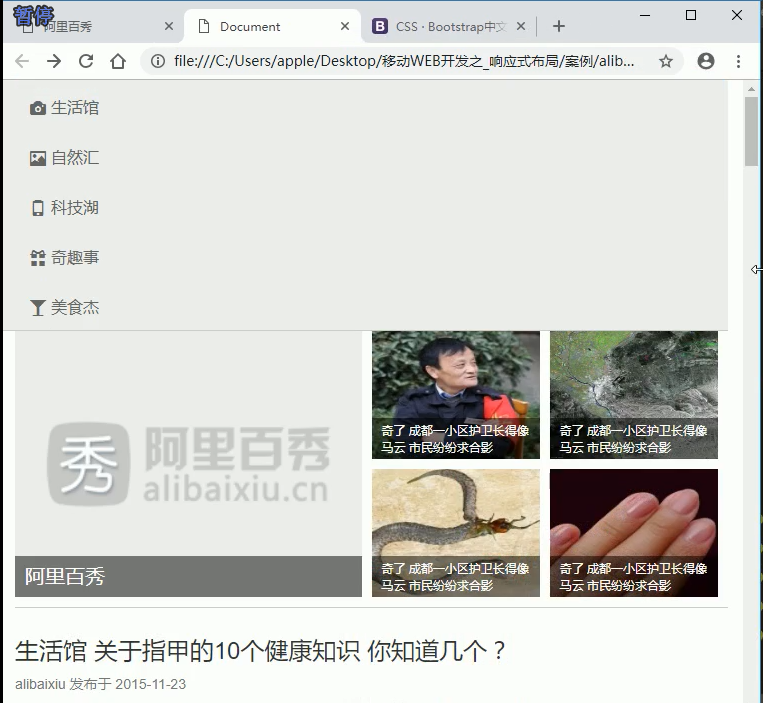 暂停
阿里百秀
Document
CSS · Bootstrap中文
file:///C:/Users/apple/Desktop/移动WEB开发之_响应式布局/案例/alib...
生活馆
自然汇
科技湖
奇趣事
美食杰
秀 阿里百秀
alibaixiu.cn
阿里百秀
奇了 成都一小区护卫长得像
马云 市民纷纷求合影
奇了 成都一小区护卫长得像
马云 市民纷纷求合影
奇了 成都一小区护卫长得像
马云 市民纷纷求合影
奇了 成都一小区护卫长得像
马云 市民纷纷求合影
生活馆 关于指甲的10个健康知识 你知道几个？
alibaixiu 发布于 2015-11-23